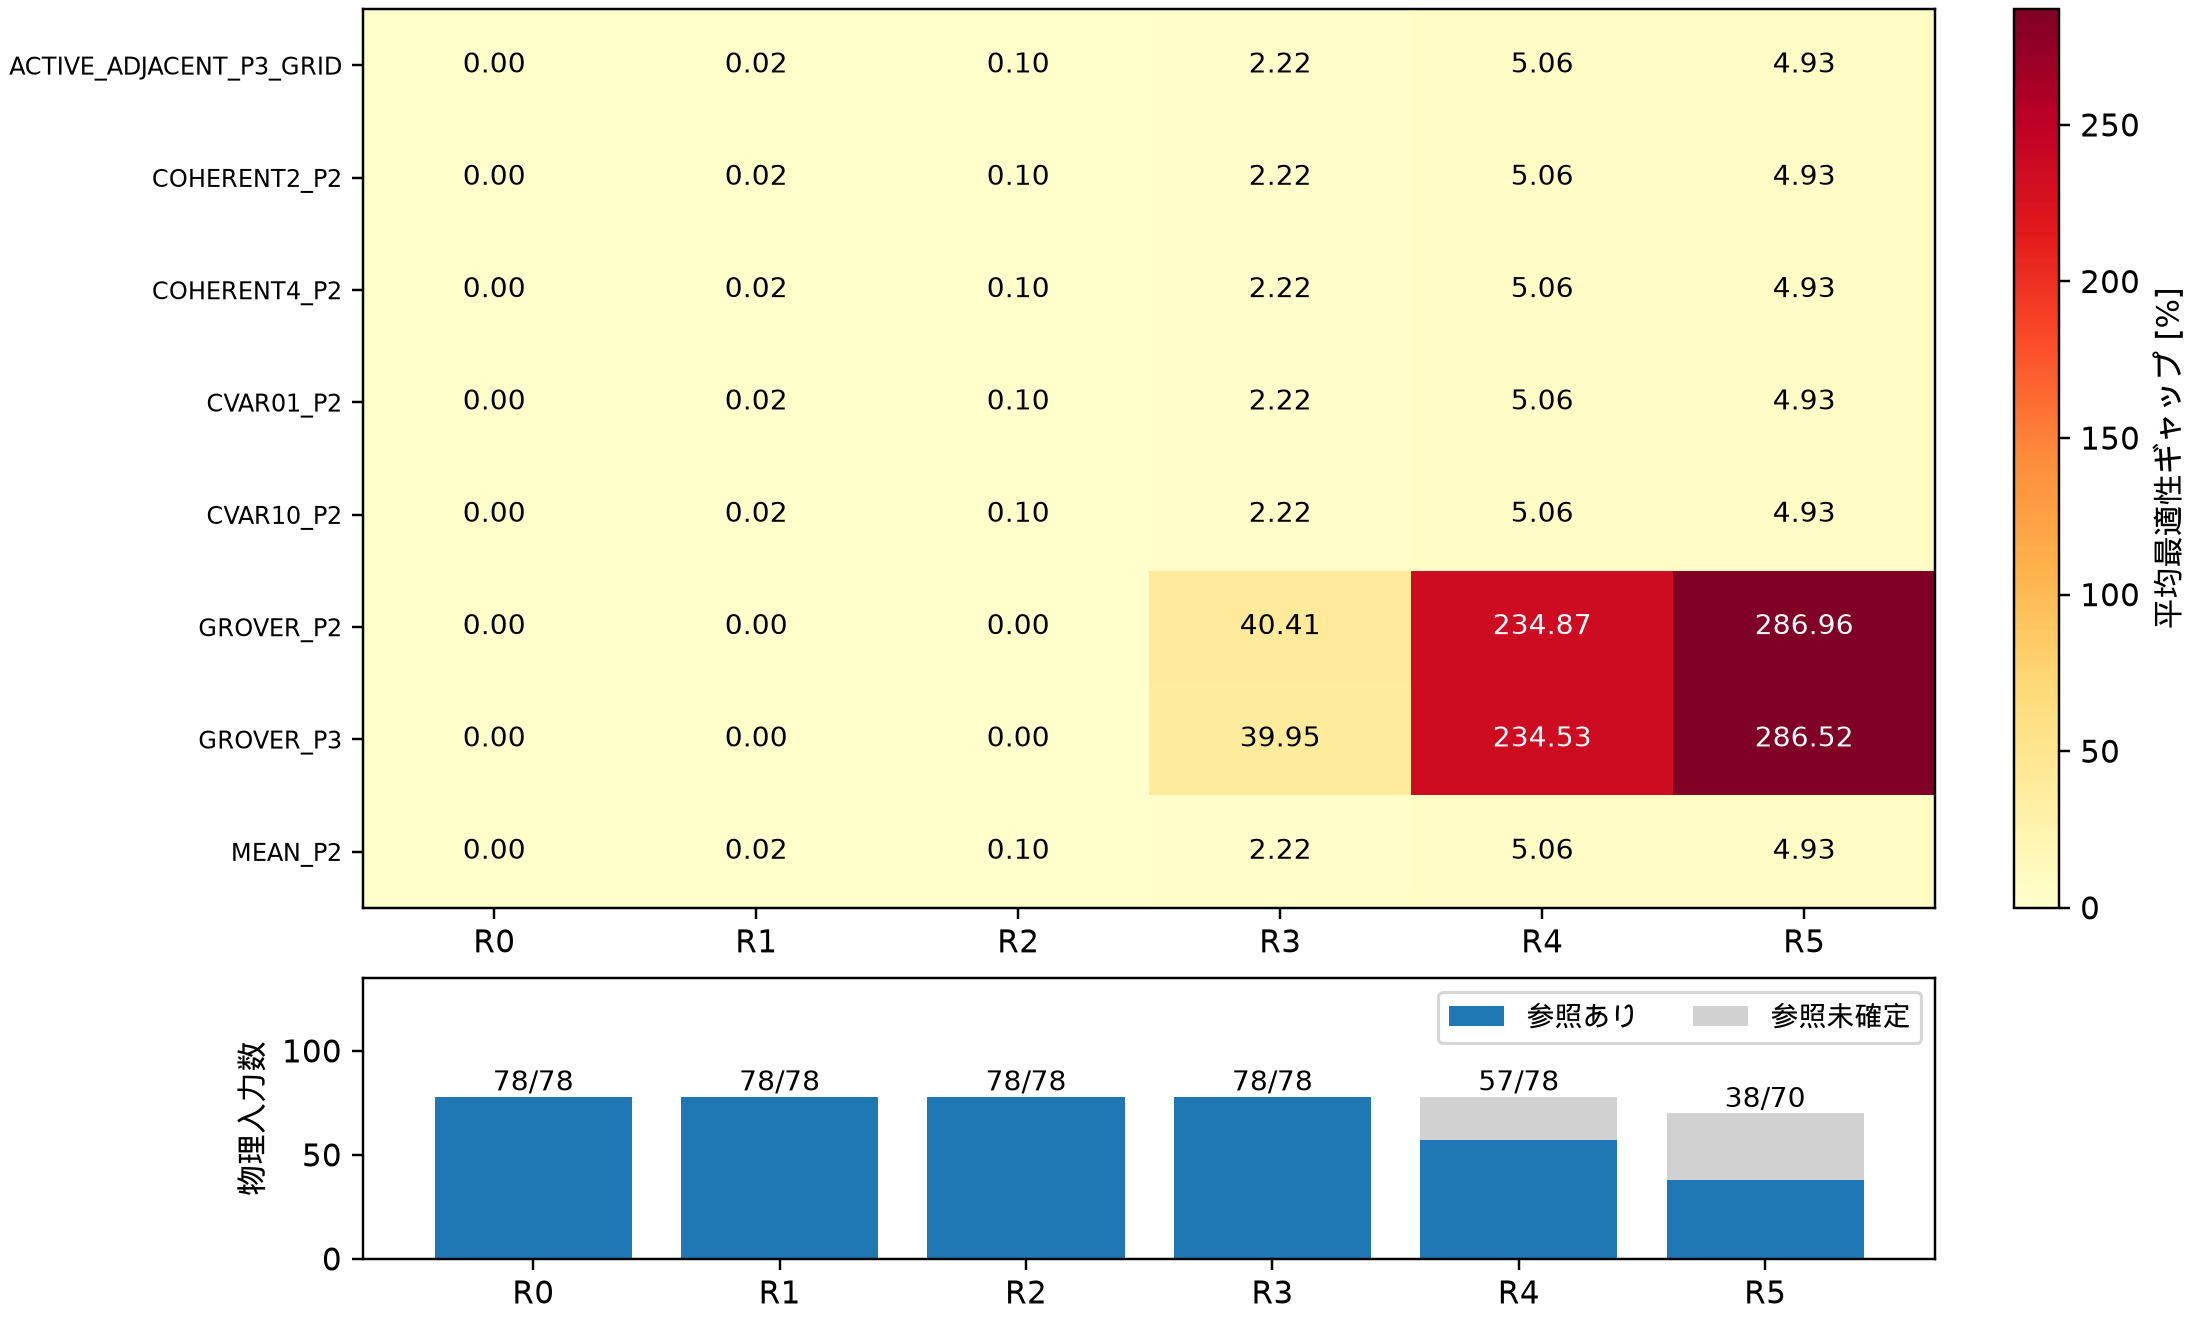 ACTIVE_ADJACENT_P3_GRID 0.00 0.02 0.10 2.22 5.06 4.93
COHERENT2_P2 0.00 0.02 0.10 2.22 5.06 4.93
COHERENT4_P2 0.00 0.02 0.10 2.22 5.06 4.93
CVAR01_P2 0.00 0.02 0.10 2.22 5.06 4.93
CVAR10_P2 0.00 0.02 0.10 2.22 5.06 4.93
GROVER_P2 0.00 0.00 0.00 40.41 234.87 286.96
GROVER_P3 0.00 0.00 0.00 39.95 234.53 286.52
MEAN_P2 0.00 0.02 0.10 2.22 5.06 4.93
R0 R1 R2 R3 R4 R5
250
200
150
100
50
0
平均最適性ギャップ [%]
参照あり 参照未確定
物理入力数
100
50
0
78/78 78/78 78/78 78/78 57/78 38/70
R0 R1 R2 R3 R4 R5